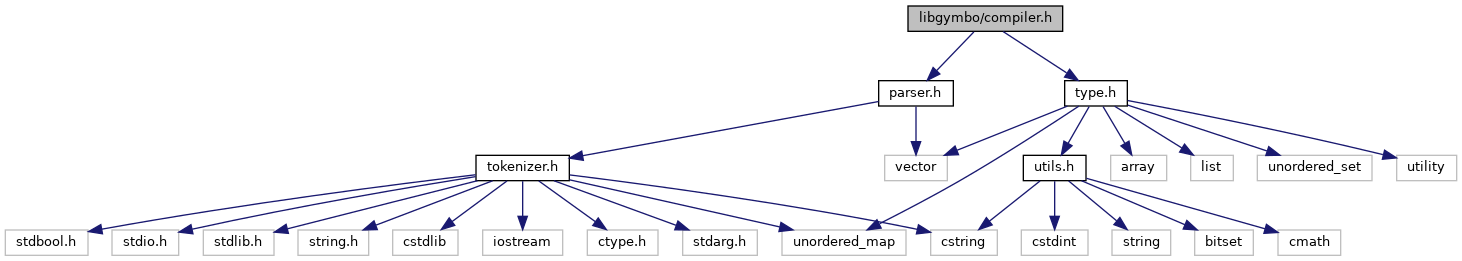 libgymbo/compiler.h
parser.h
type.h
tokenizer.h
vector
utils.h
array
list
unordered_set
utility
stdbool.h
stdio.h
stdlib.h
string.h
cstdlib
iostream
ctype.h
stdarg.h
unordered_map
cstring
cstdint
string
bitset
cmath